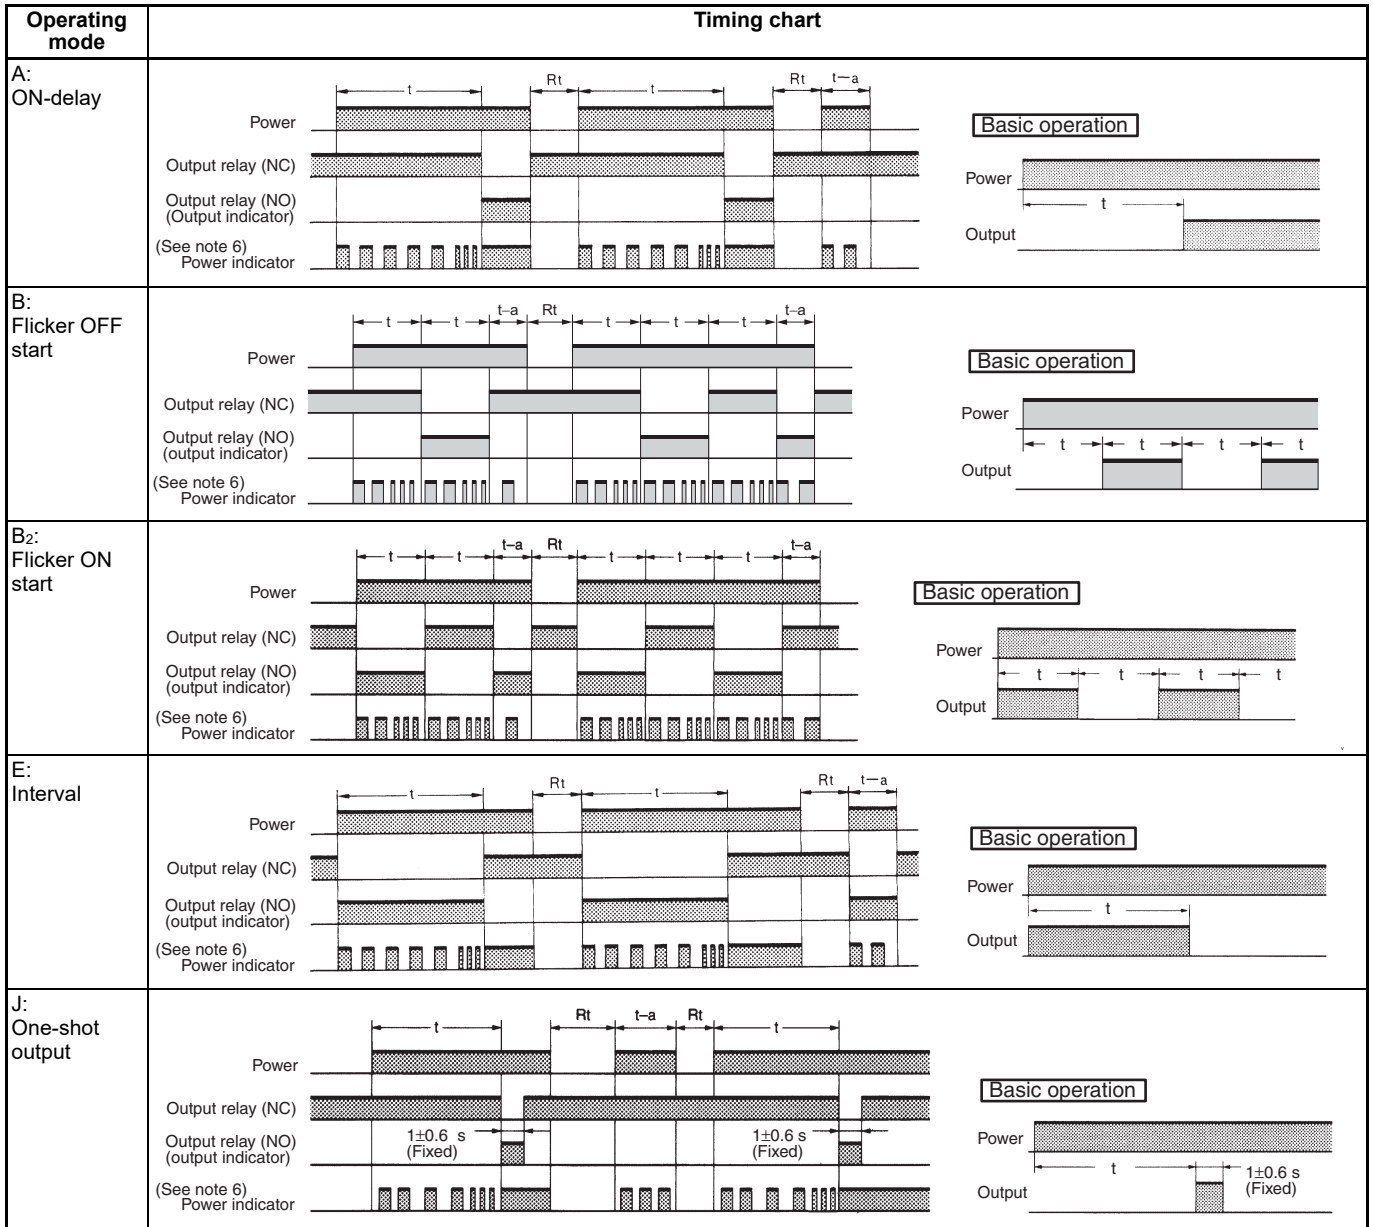 Operating mode
Timing chart
A:
ON-delay
t
Rt
t
Rt
t—a
Power
Output relay (NC)
Output relay (NO)
(Output indicator)
(See note 6)
Power indicator
Basic operation
Power
t
Output
B:
Flicker OFF
start
t
t
t–a
Rt
t
t
t
t–a
Power
Output relay (NC)
Output relay (NO)
(output indicator)
(See note 6)
Power indicator
Basic operation
Power
t
t
t
t
Output
B₂:
Flicker ON
start
t
t
t–a
Rt
t
t
t
t–a
Power
Output relay (NC)
Output relay (NO)
(output indicator)
(See note 6)
Power indicator
Basic operation
Power
t
t
t
t
Output
E:
Interval
t
Rt
t
Rt
t—a
Power
Output relay (NC)
Output relay (NO)
(output indicator)
(See note 6)
Power indicator
Basic operation
Power
t
Output
J:
One-shot
output
t
Rt
t–a
Rt
t
Power
Output relay (NC)
Output relay (NO)
(output indicator)
1±0.6 s
(Fixed)
1±0.6 s
(Fixed)
(See note 6)
Power indicator
Basic operation
Power
t
1±0.6 s
(Fixed)
Output